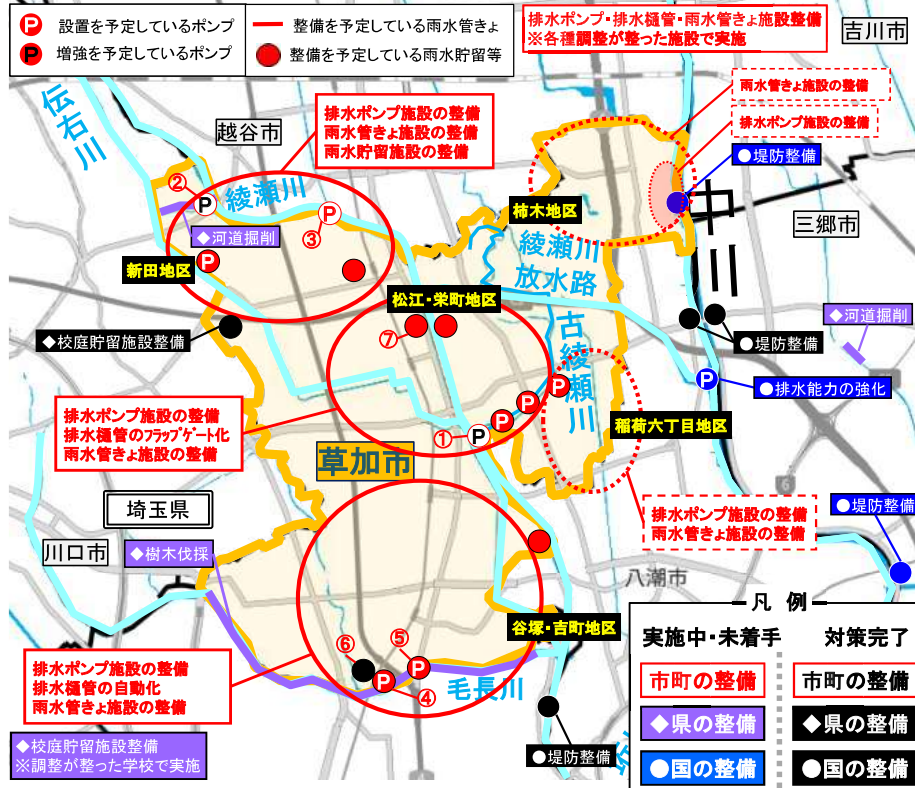 P 設置を予定しているポンプ
P 増強を予定しているポンプ
整備を予定している雨水管きょ
整備を予定している雨水貯留等
排水ポンプ・排水樋管・雨水管きょ施設整備
※各種調整が整った施設で実施
吉川市
雨水管きょ施設の整備
排水ポンプ施設の整備
●堤防整備
伝右川
越谷市
排水ポンプ施設の整備
雨水管きょ施設の整備
雨水貯留施設の整備
②
P
綾瀬川
P
③
◆河道掘削
P
新田地区
柿木地区
中川
三郷市
綾瀬川
放水路
松江・栄町地区
⑦
古綾瀬川
◆校庭貯留施設整備
◆河道掘削
●堤防整備
P
●排水能力の強化
排水ポンプ施設の整備
排水樋管のフラップゲート化
雨水管きょ施設の整備
①
P
P
P
P
稲荷六丁目地区
草加市
6
埼玉県
川口市
◆樹木伐採
排水ポンプ施設の整備
雨水管きょ施設の整備
●堤防整備
八潮市
谷塚・吉町地区
排水ポンプ施設の整備
排水樋管の自動化
雨水管きょ施設の整備
⑥
⑤
P
P
④
毛長川
◆校庭貯留施設整備
※調整が整った学校で実施
●堤防整備
凡 例
実施中・未着手
対策完了
市町の整備
市町の整備
◆県の整備
◆県の整備
●国の整備
●国の整備